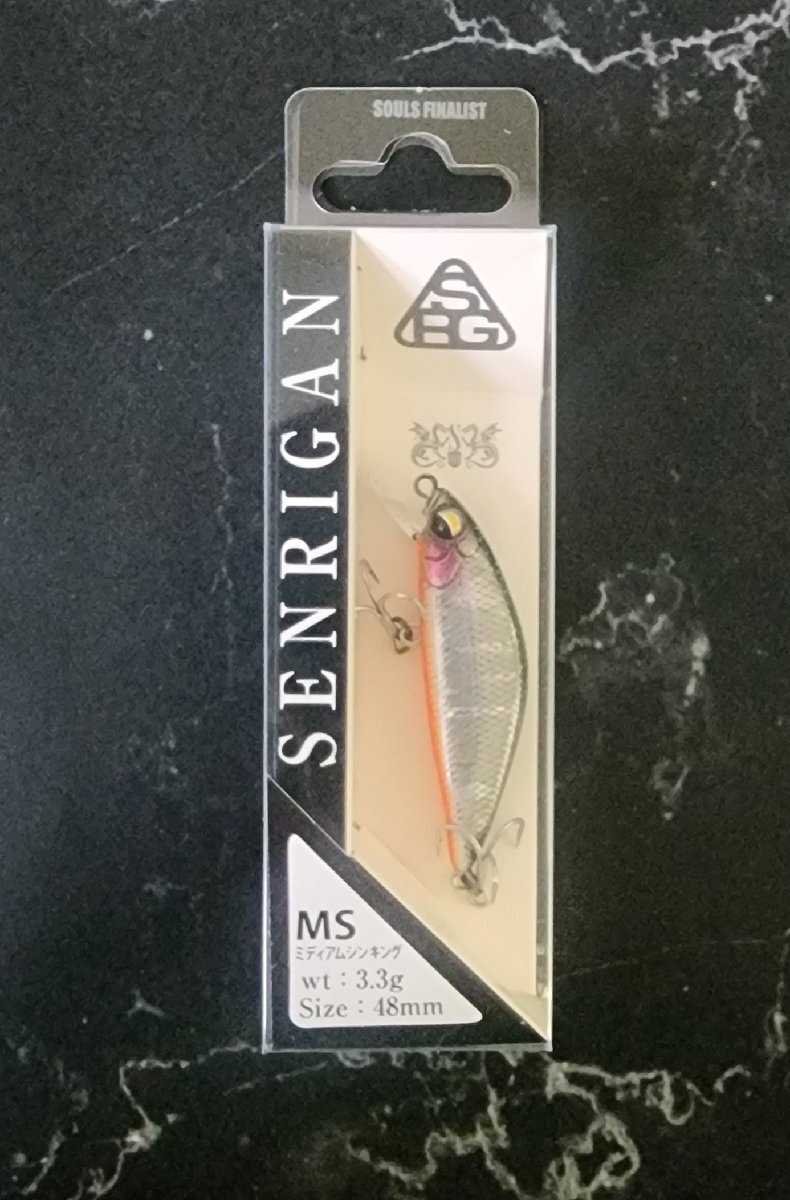 SOULS FINALIST
SRG
SENRIGAN
MS
ミディアムシンキング
wt : 3.3g
Size : 48mm